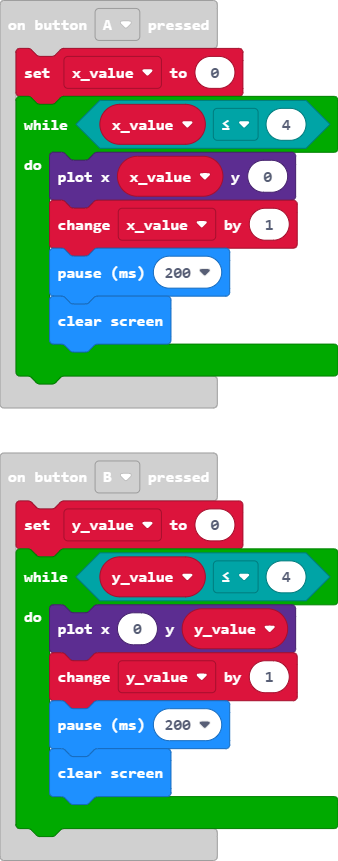 on button A pressed
set x_value to 0
while x_value ≤ 4
do
plot x x_value y 0
change x_value by 1
pause (ms) 200
clear screen
on button B pressed
set y_value to 0
while y_value ≤ 4
do
plot x 0 y y_value
change y_value by 1
pause (ms) 200
clear screen